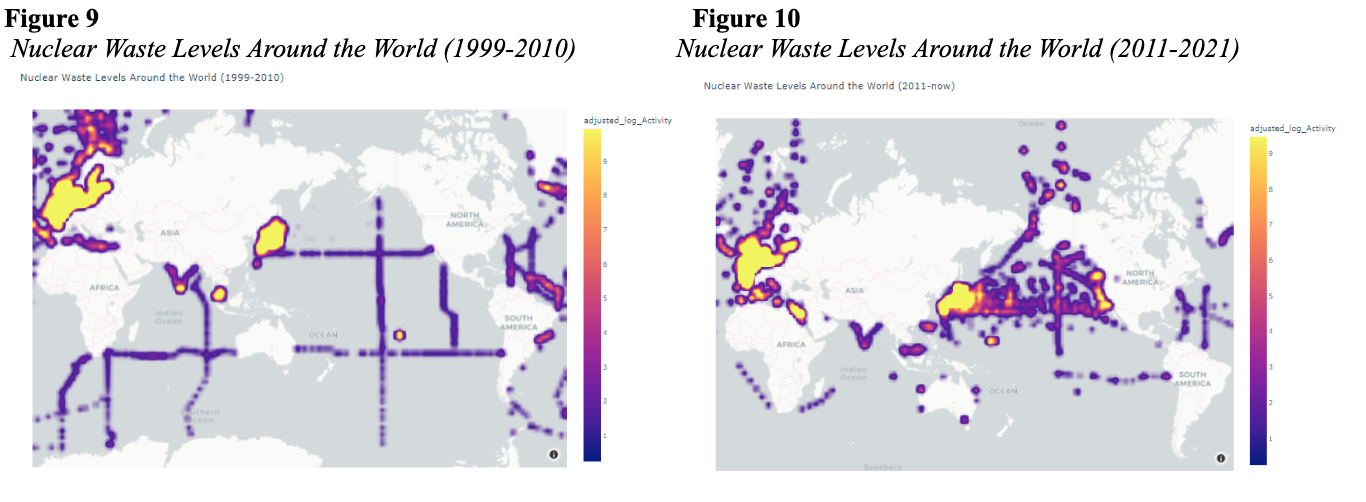 Figure 9
Nuclear Waste Levels Around the World (1999-2010)
Nuclear Waste Levels Around the World (1999-2010)
adjusted_log_Activity
9
8
7
6
5
4
3
2
1
ASIA
NORTH
AMERICA
AFRICA
Indian
Ocean
OCEAN
SOUTH
AMERICA
Southern
Ocean
Figure 10
Nuclear Waste Levels Around the World (2011-2021)
Nuclear Waste Levels Around the World (2011-now)
adjusted_log_Activity
9
8
7
6
5
4
3
2
1
Ocean
ASIA
NORTH
AMERICA
AFRICA
Indian
Ocean
OCEAN
SOUTH
AMERICA
Southern